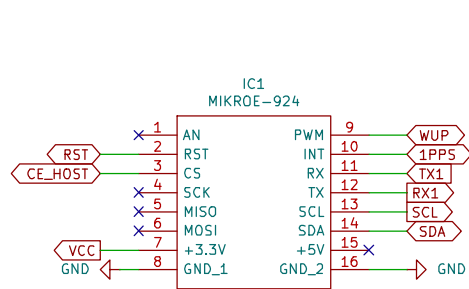 IC1
MIKROE-924
1 AN PWM 9 WUP
RST 2 RST INT 10 1PPS
CE_HOST 3 CS RX 11 TX1
4 SCK TX 12 RX1
5 MISO SCL 13 SCL
6 MOSI SDA 14 SDA
VCC 7 +3.3V +5V 15
GND 8 GND_1 GND_2 16 GND